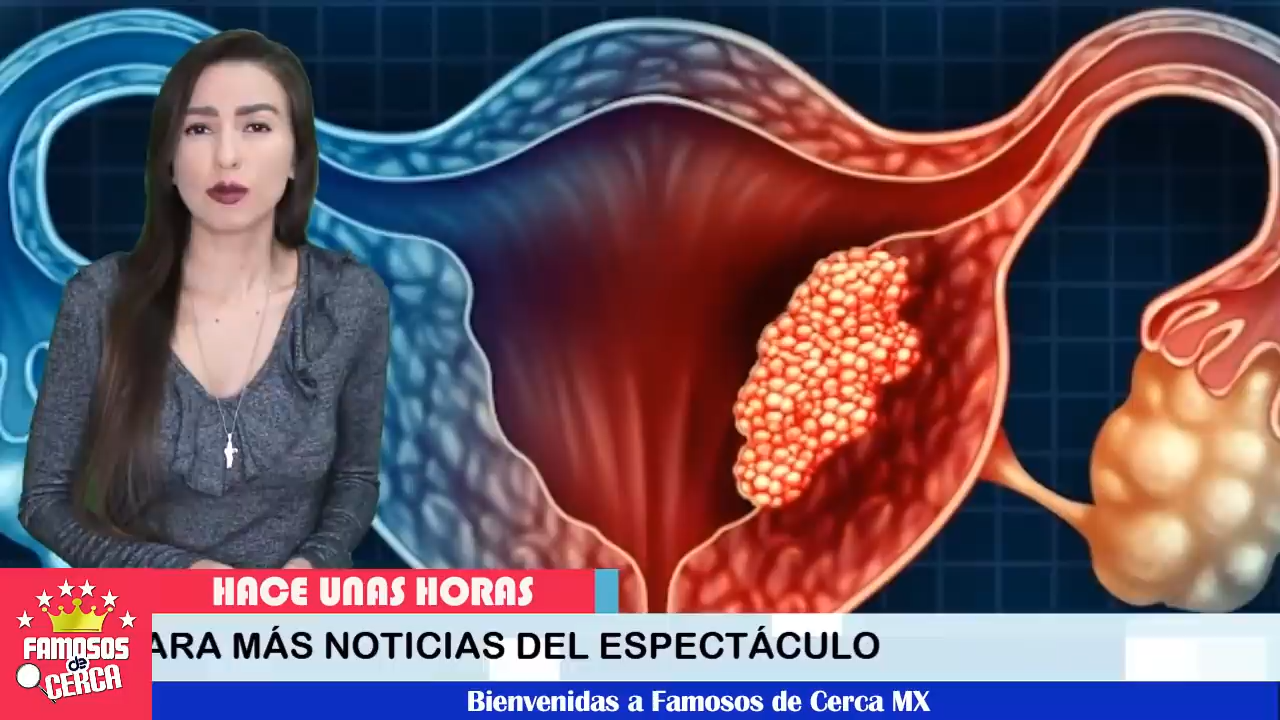 HACE UNAS HORAS
ARA MÁS NOTICIAS DEL ESPECTÁCULO
FAMOSOS
de
CERCA
Bienvenidas a Famosos de Cerca MX